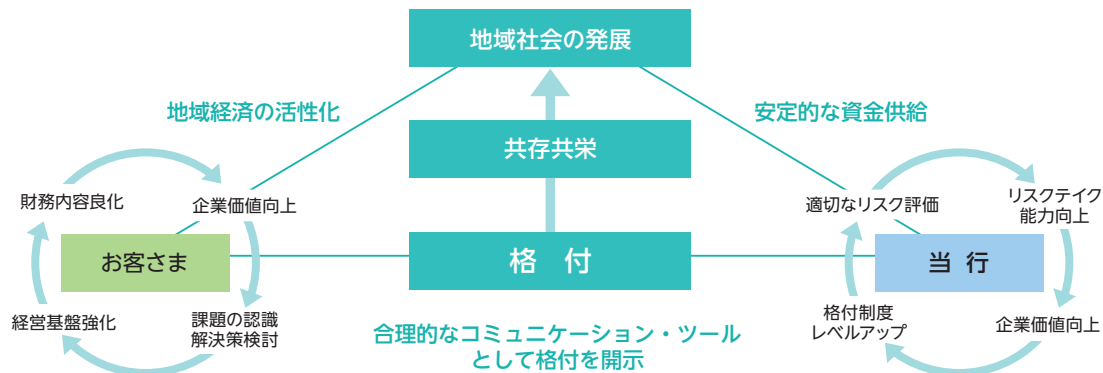 地域社会の発展
地域経済の活性化
安定的な資金供給
共存共栄
財務内容良化
企業価値向上
適切なリスク評価
リスクテイク
能力向上
お客さま
格 付
当 行
経営基盤強化
課題の認識
解決策検討
格付制度
レベルアップ
企業価値向上
合理的なコミュニケーション・ツール
として格付を開示